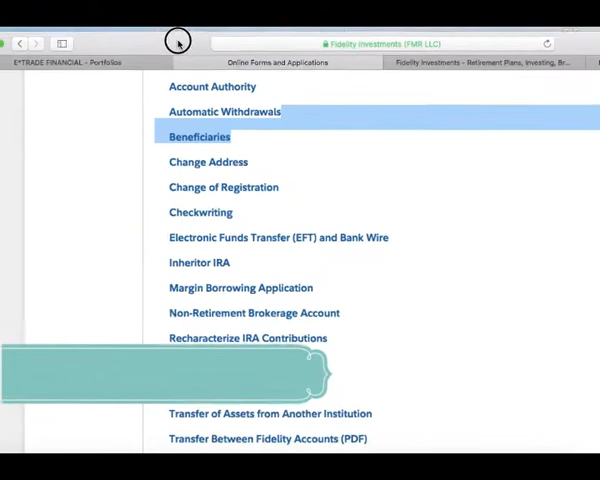 Fidelity Investments (FMR LLC)
E*TRADE FINANCIAL - Portfolios
Online Forms and Applications
Fidelity Investments - Retirement Plans, Investing, Br...
Account Authority
Automatic Withdrawals
Beneficiaries
Change Address
Change of Registration
Checkwriting
Electronic Funds Transfer (EFT) and Bank Wire
Inheritor IRA
Margin Borrowing Application
Non-Retirement Brokerage Account
Recharacterize IRA Contributions
Transfer of Assets from Another Institution
Transfer Between Fidelity Accounts (PDF)